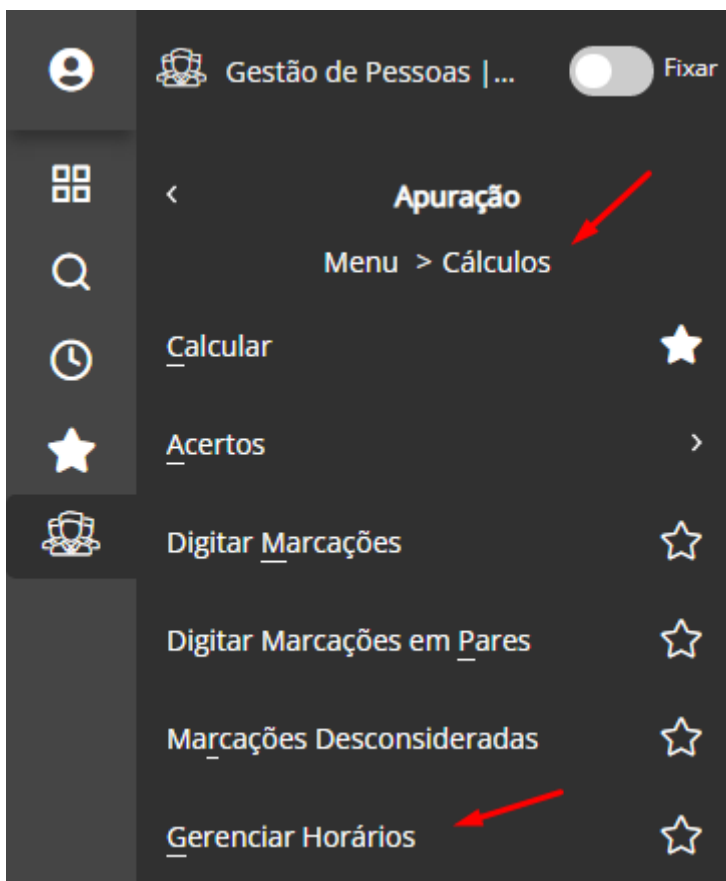 Gestão de Pessoas |...
Fixar
Apuração
Menu > Cálculos
Calcular
Acertos
Digitar Marcações
Digitar Marcações em Pares
Marcações Desconsideradas
Gerenciar Horários